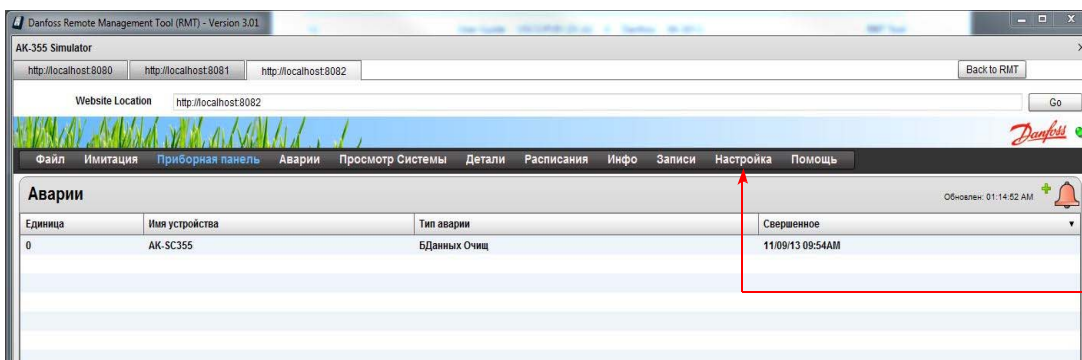 Danfoss Remote Management Tool (RMT) - Version 3.01
AK-355 Simulator
http://localhost:8080 http://localhost:8081 http://localhost:8082 Back to RMT
Website Location http://localhost:8082 Go
Danfoss
Файл Имитация Приборная панель Аварии Просмотр Системы Детали Расписания Инфо Записи Настройка Помощь
Аварии Обновлен: 01:14:52 AM
Единица Имя устройства Тип аварии Свершенное
0 AK-SC355 БДанных Очищ 11/09/13 09:54AM